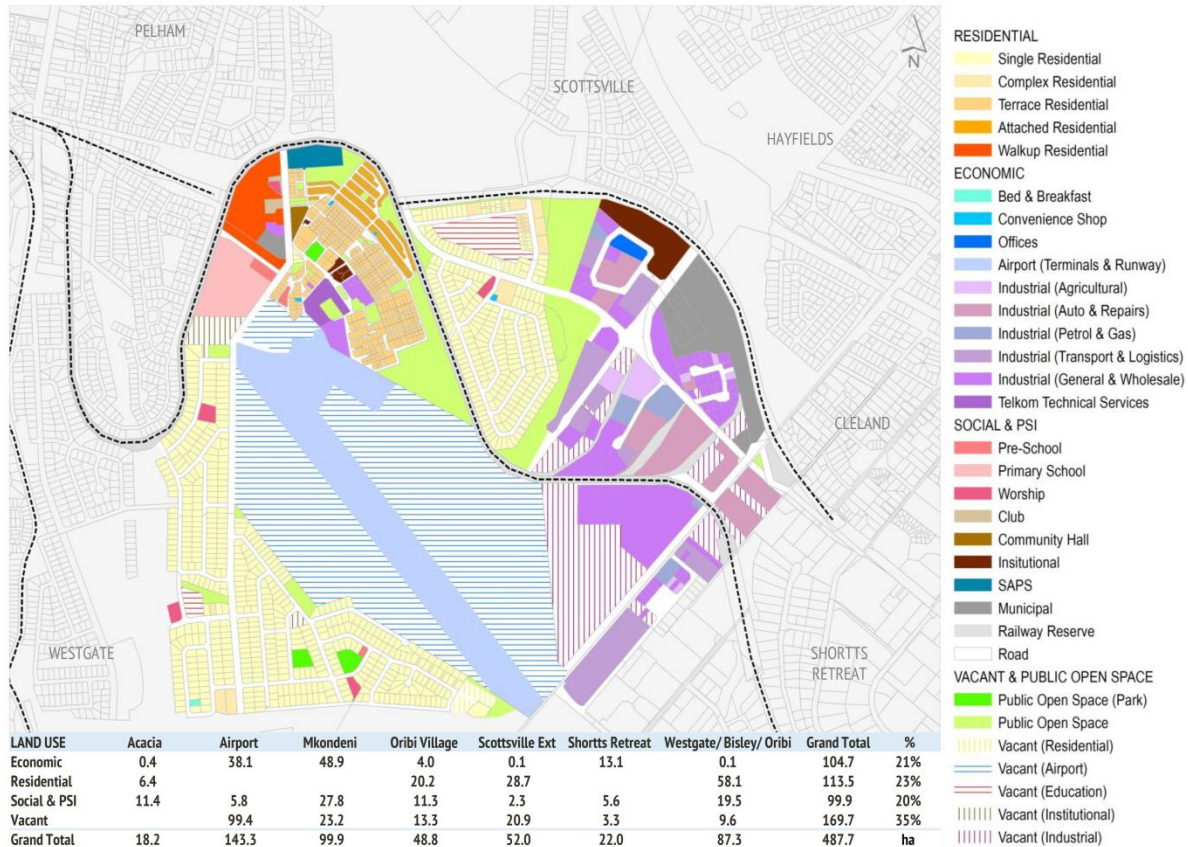 PELHAM
N
SCOTTSVILLE
HAYFIELDS
CLELAND
WESTGATE
SHORTTS
RETREAT
RESIDENTIAL
Single Residential
Complex Residential
Terrace Residential
Attached Residential
Walkup Residential
ECONOMIC
Bed & Breakfast
Convenience Shop
Offices
Airport (Terminals & Runway)
Industrial (Agricultural)
Industrial (Auto & Repairs)
Industrial (Petrol & Gas)
Industrial (Transport & Logistics)
Industrial (General & Wholesale)
Telkom Technical Services
SOCIAL & PSI
Pre-School
Primary School
Worship
Club
Community Hall
Insitutional
SAPS
Municipal
Railway Reserve
Road
VACANT & PUBLIC OPEN SPACE
Public Open Space (Park)
Public Open Space
Vacant (Residential)
Vacant (Airport)
Vacant (Education)
Vacant (Institutional)
Vacant (Industrial)
LAND USE Acacia Airport Mkondeni Oribi Village Scottsville Ext Shortts Retreat Westgate/ Bisley/ Oribi Grand Total %
Economic 0.4 38.1 48.9 4.0 0.1 13.1 0.1 104.7 21%
Residential 6.4 20.2 28.7 58.1 113.5 23%
Social & PSI 11.4 5.8 27.8 11.3 2.3 5.6 19.5 99.9 20%
Vacant 99.4 23.2 13.3 20.9 3.3 9.6 169.7 35%
Grand Total 18.2 143.3 99.9 48.8 52.0 22.0 87.3 487.7 ha